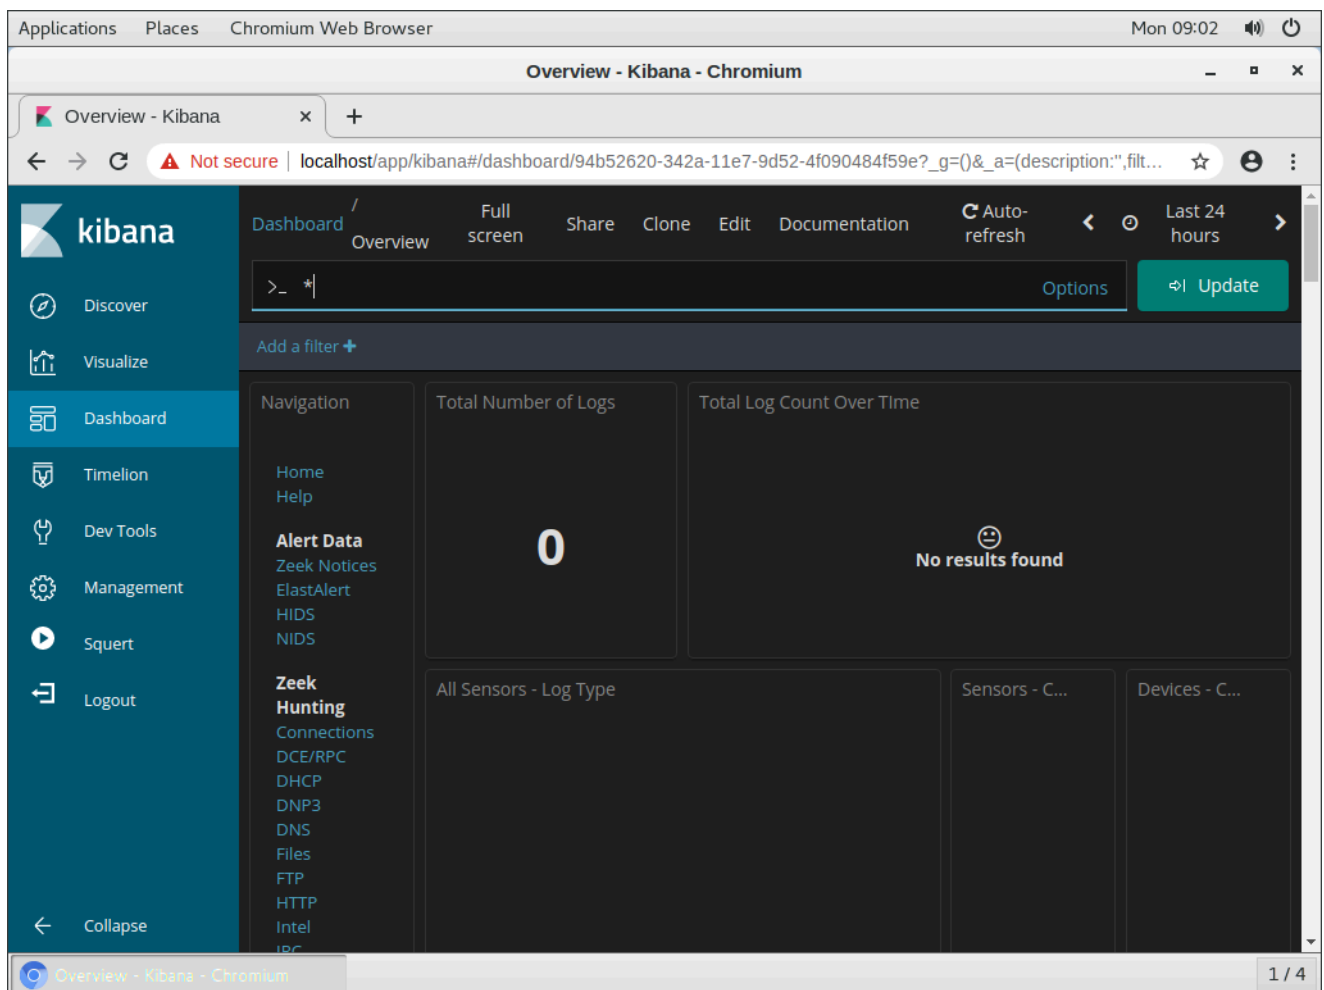 Applications Places Chromium Web Browser Mon 09:02
Overview - Kibana - Chromium
Overview - Kibana
Not secure localhost/app/kibana#/dashboard/94b52620-342a-11e7-9d52-4f090484f59e?_g=()&_a=(description:'',filt...
kibana
Discover
Visualize
Dashboard
Timelion
Dev Tools
Management
Squert
Logout
Collapse
Dashboard / Overview
Full screen
Share Clone Edit Documentation
Auto-refresh
Last 24 hours
>_ *
Options
Update
Add a filter +
Navigation
Home
Help
Alert Data
Zeek Notices
ElastAlert
HIDS
NIDS
Zeek
Hunting
Connections
DCE/RPC
DHCP
DNP3
DNS
Files
FTP
HTTP
Intel
IRC
Total Number of Logs
0
Total Log Count Over TIme
No results found
All Sensors - Log Type
Sensors - C...
Devices - C...
Overview - Kibana - Chromium
1 / 4